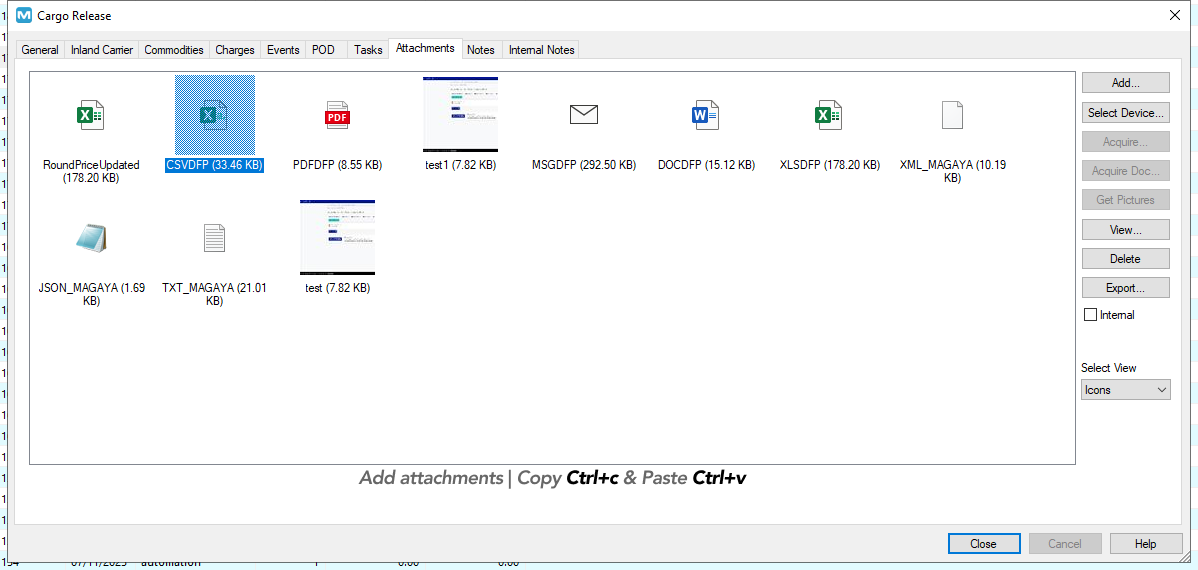 Cargo Release
General Inland Carrier Commodities Charges Events POD Tasks Attachments Notes Internal Notes
RoundPriceUpdated
(178.20 KB)
CSVDFP (33.46 KB)
PDF
PDFDFP (8.55 KB)
test1 (7.82 KB)
MSGDFP (292.50 KB)
W
DOCDFP (15.12 KB)
X
XLSDFP (178.20 KB)
XML_MAGAYA (10.19
KB)
JSON_MAGAYA (1.69
KB)
TXT_MAGAYA (21.01
KB)
test (7.82 KB)
Add...
Select Device...
Acquire...
Acquire Doc...
Get Pictures
View...
Delete
Export...
Internal
Select View
Icons
Add attachments | Copy Ctrl+c & Paste Ctrl+v
Close Cancel Help